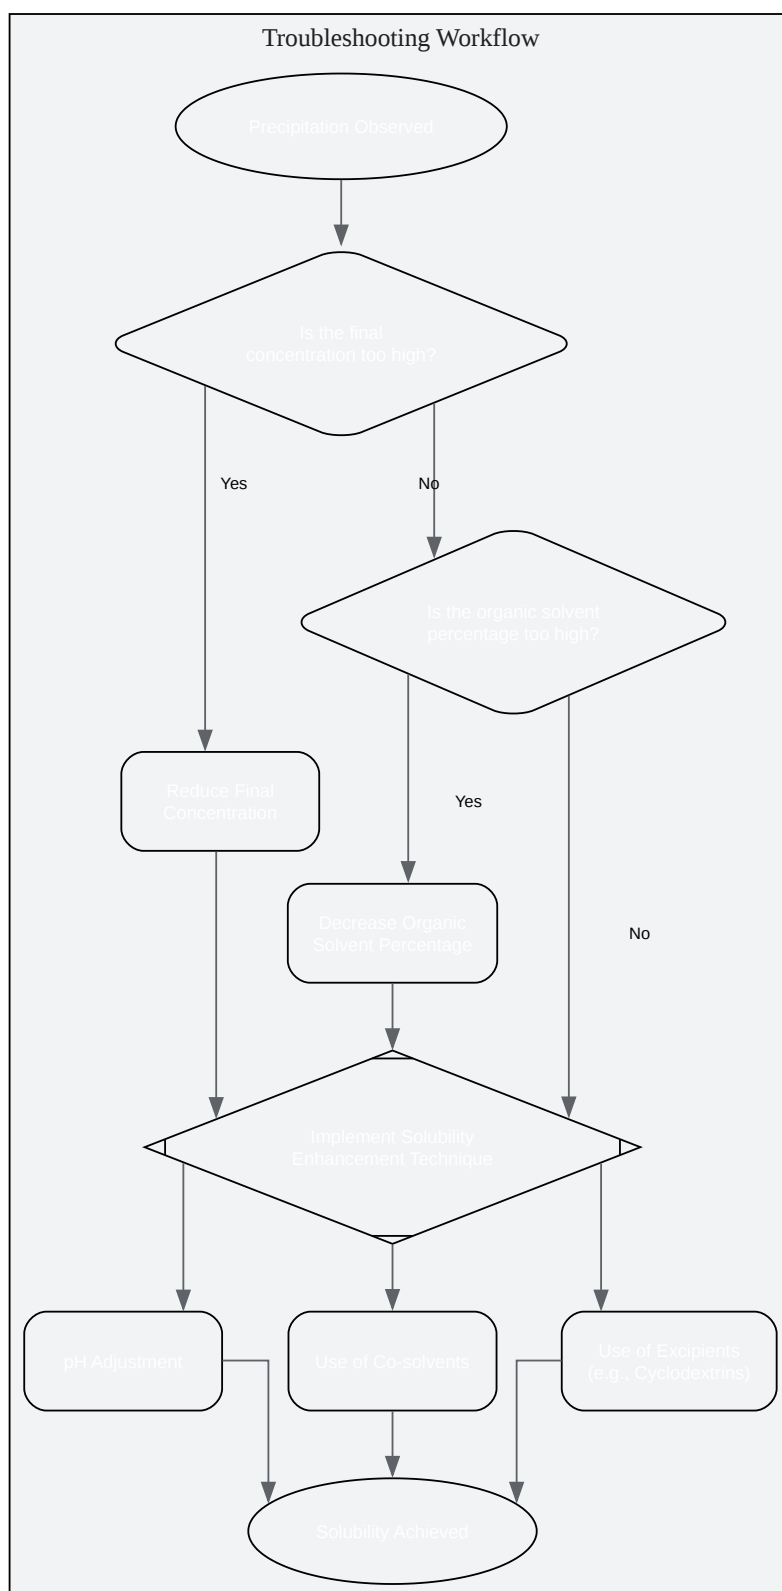 Troubleshooting Workflow
Precipitation Observed
Is the final
concentration too high?
Yes
No
Is the organic solvent
percentage too high?
Reduce Final
Concentration
Yes
Decrease Organic
Solvent Percentage
No
Implement Solubility
Enhancement Technique
pH Adjustment
Use of Co-solvents
Use of Excipients
(e.g., Cyclodextrins)
Solubility Achieved